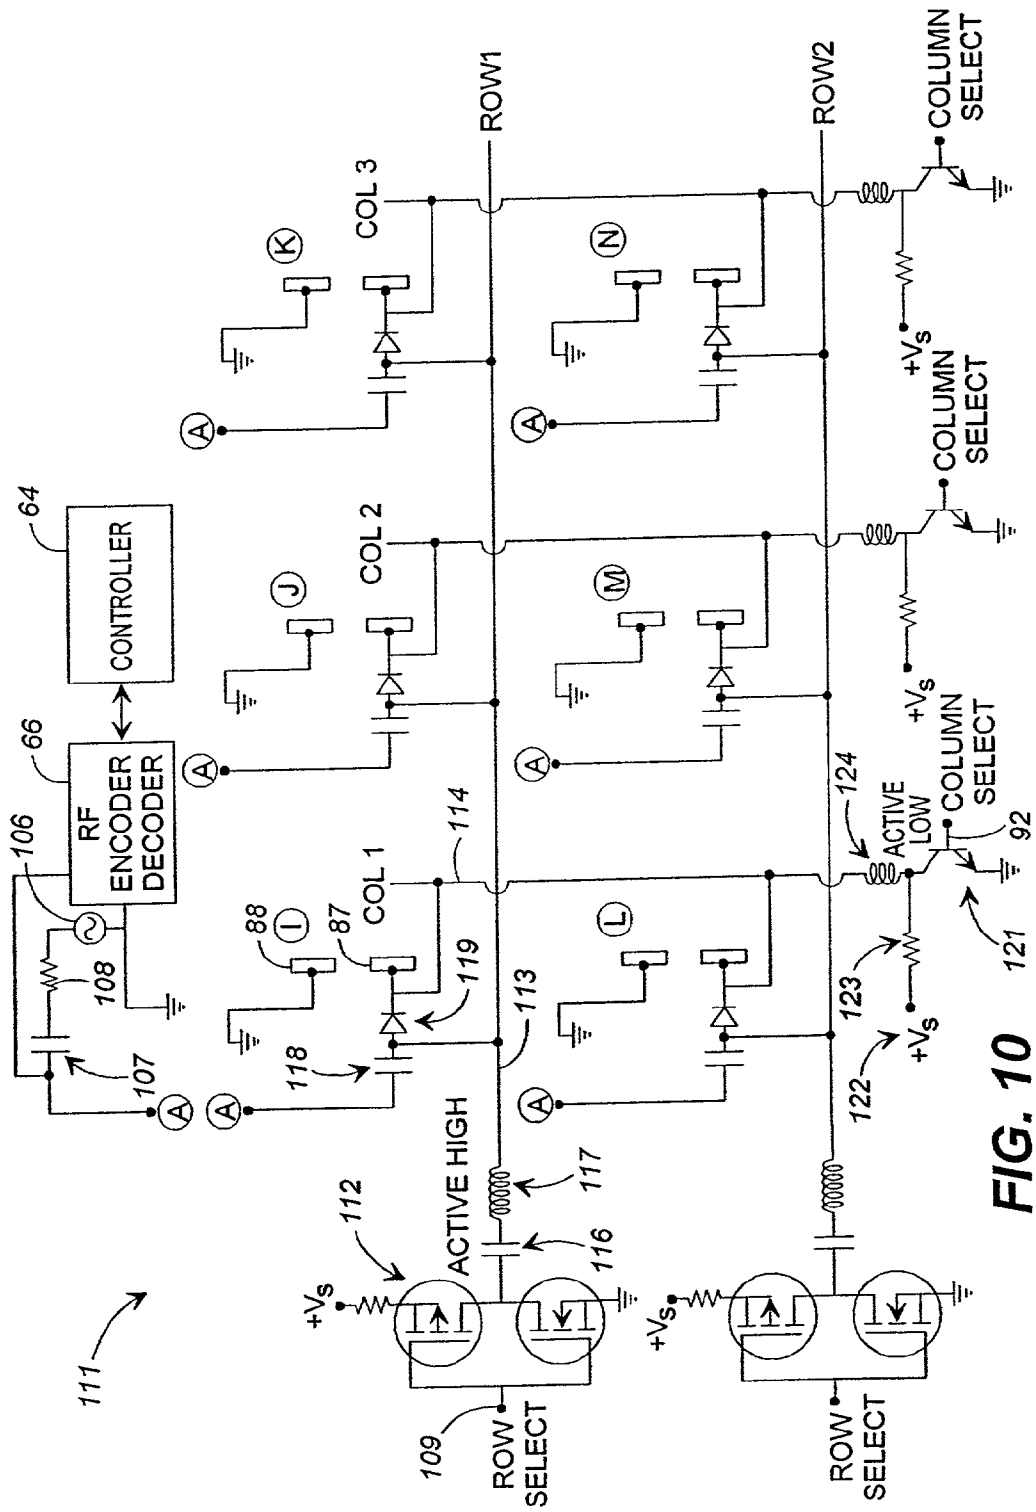 111
106
66
64
RF
ENCODER
DECODER
CONTROLLER
108
107
A
A
A
A
88
I
J
K
87
COL 1
COL 2
COL 3
118
119
114
113
ROW1
112
+Vs
ACTIVE HIGH
109
ROW
SELECT
116
117
A
A
A
L
M
N
ROW2
+Vs
ROW
SELECT
124
ACTIVE
LOW
123
122
+Vs
+Vs
+Vs
COLUMN
SELECT
COLUMN
SELECT
COLUMN
SELECT
92
121
FIG. 10